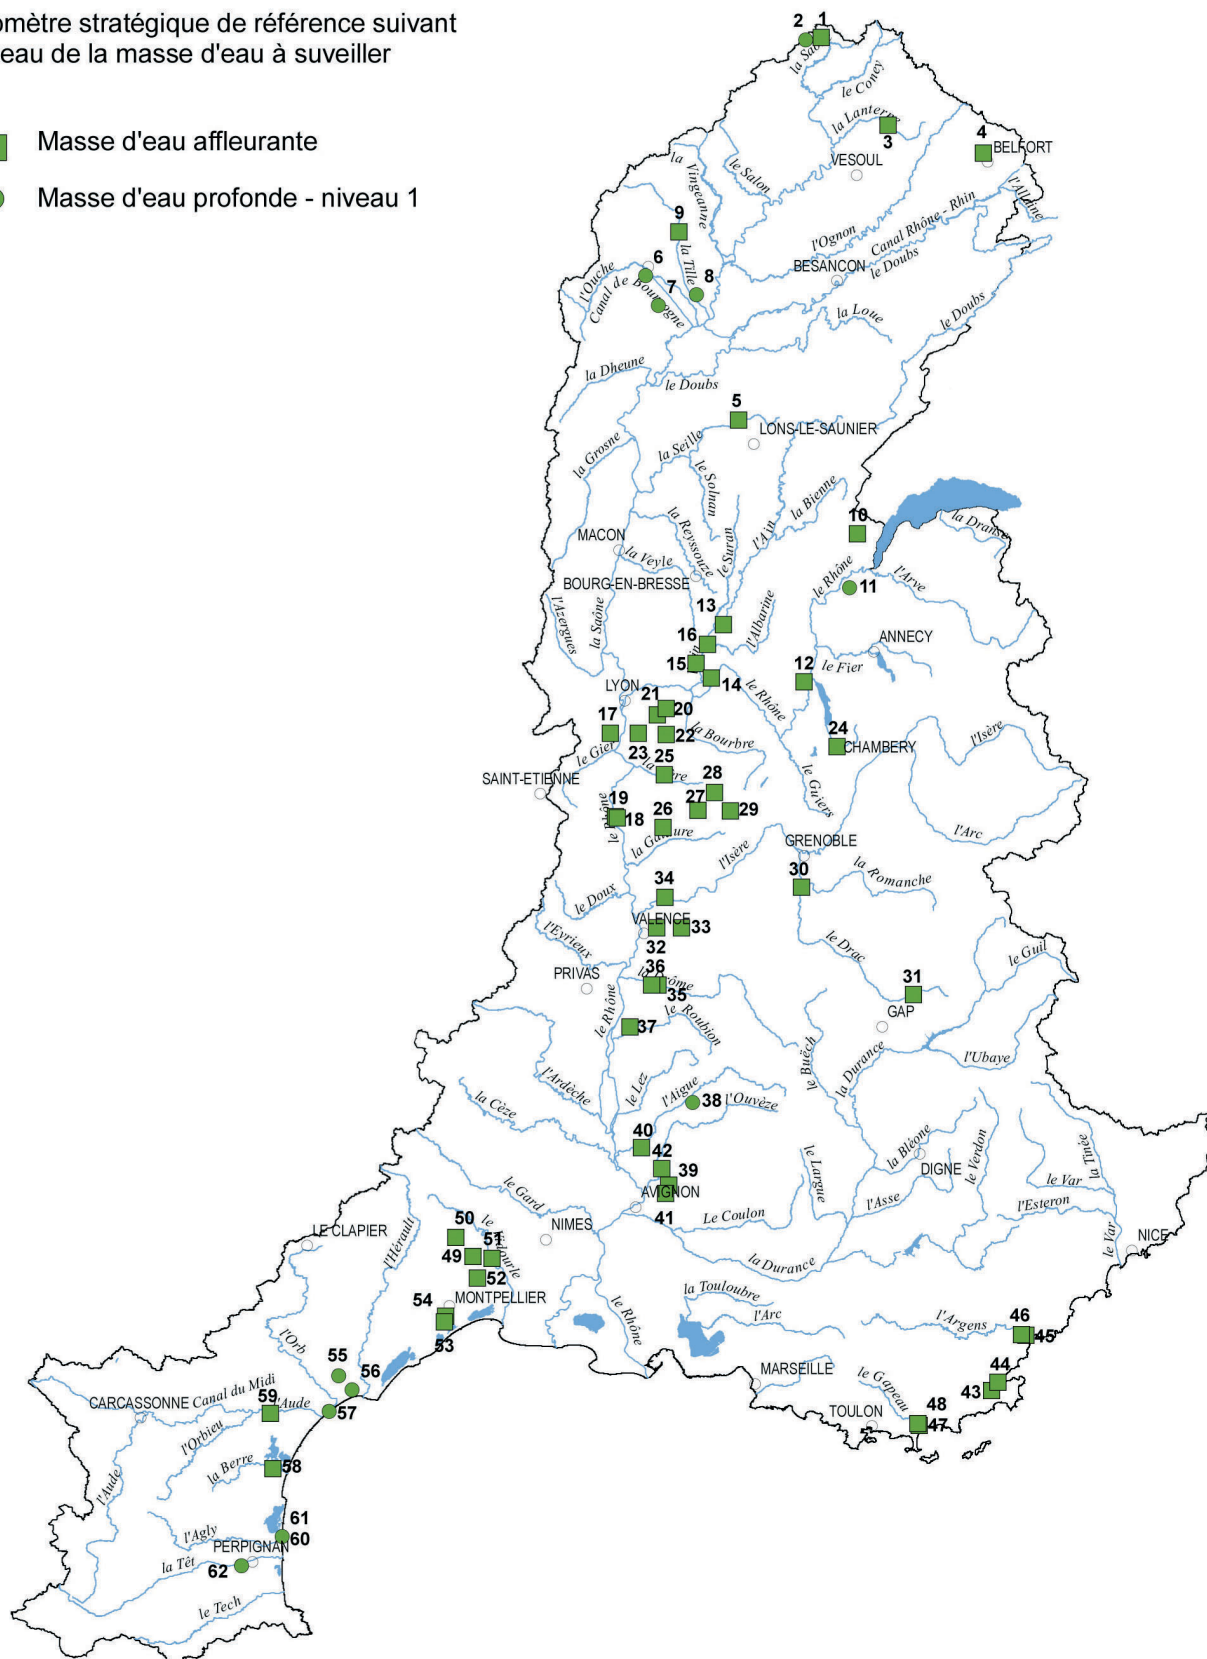 omètre stratégique de référence suivant
eau de la masse d'eau à suveiller
Masse d'eau affleurante
Masse d'eau profonde - niveau 1
2
1
la Saône
le Coney
la Lanterne
3
4
BELFORT
VESOUL
la Vingeanne
le Salon
l'Allaine
9
l'Ognon
Canal Rhône - Rhin
6
la Tille
8
BESANCON
le Doubs
l'Ouche
Canal de Bourgogne
7
la Loue
le Doubs
la Dheune
le Doubs
5
LONS-LE-SAUNIER
la Grosne
la Seille
le Solnan
la Bienne
10
la Dranse
MACON
la Reyssouze
le Suran
l'Ain
la Veyle
BOURG-EN-BRESSE
le Rhône
l'Arve
11
l'Azergues
la Saône
13
l'Albarine
16
ANNECY
15
le Fier
12
14
LYON
21
20
le Rhône
17
23
22
la Bourbre
24
CHAMBERY
l'Isère
le Gier
25
SAINT-ETIENNE
28
le Guiers
19
18
27
29
26
l'Arc
la Galaure
l'Isère
GRENOBLE
30
la Romanche
34
le Doux
VALENCE
33
l'Eyrieux
32
le Drac
le Guil
36
PRIVAS
la Drôme
35
31
le Rhône
le Roubion
GAP
37
le Buëch
la Durance
l'Ubaye
l'Ardèche
le Lez
l'Aigue
38
l'Ouvèze
la Cèze
40
42
la Bléone
le Verdon
la Tinée
39
le Largue
DIGNE
le Gard
AVIGNON
le Var
41
Le Coulon
l'Asse
l'Esteron
50
le Vidourle
51
NIMES
LE CLAPIER
l'Hérault
49
la Durance
le Var
NICE
52
MONTPELLIER
la Touloubre
54
53
le Rhône
l'Arc
l'Argens
46
45
l'Orb
55
56
MARSEILLE
le Gapeau
44
43
CARCASSONNE
Canal du Midi
59
l'Aude
57
TOULON
48
47
l'Orbieu
l'Aude
la Berre
58
61
l'Agly
60
PERPIGNAN
la Têt
62
le Tech